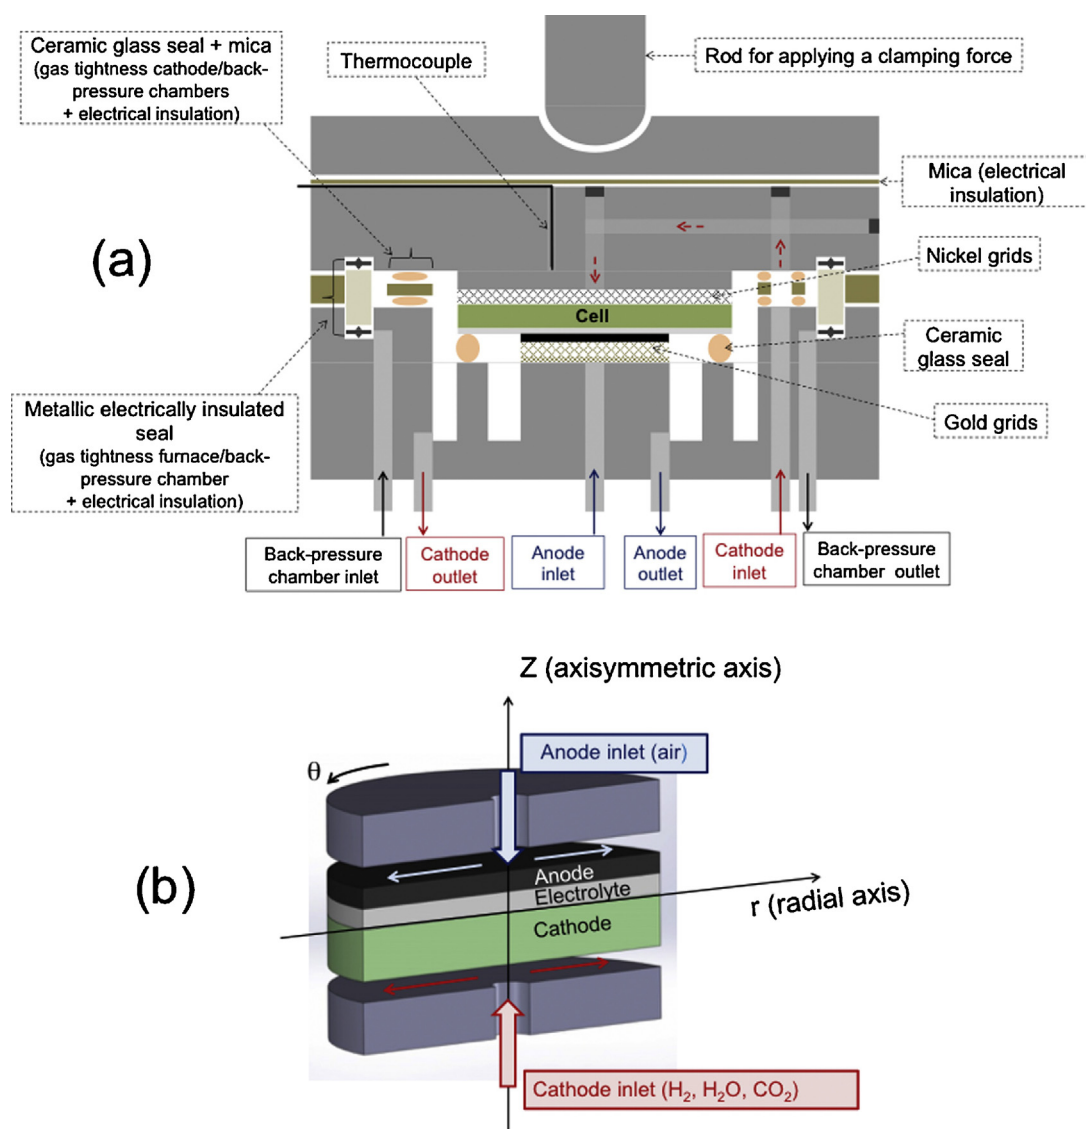 Ceramic glass seal + mica
(gas tightness cathode/back-
pressure chambers
+ electrical insulation)
Thermocouple
Rod for applying a clamping force
Mica (electrical
insulation)
(a)
Nickel grids
Cell
Ceramic
glass seal
Metallic electrically insulated
seal
(gas tightness furnace/back-
pressure chamber
+ electrical insulation)
Gold grids
Back-pressure
chamber inlet
Cathode
outlet
Anode
inlet
Anode
outlet
Cathode
inlet
Back-pressure
chamber outlet
Z (axisymmetric axis)
Anode inlet (air)
θ
(b)
Anode
Electrolyte
Cathode
r (radial axis)
Cathode inlet (H₂, H₂O, CO₂)